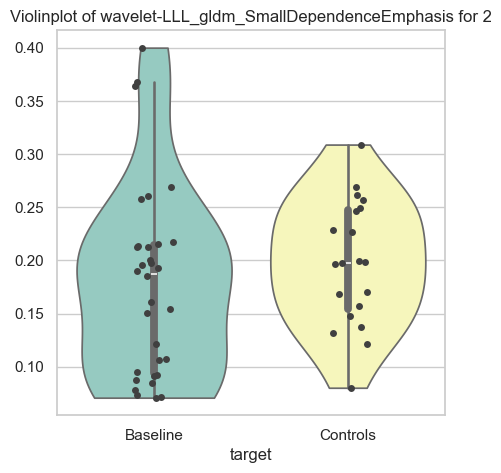 Violinplot of wavelet-LLL_gldm_SmallDependenceEmphasis for 2
0.40
0.35
0.30
0.25
0.20
0.15
0.10
Baseline Controls
target